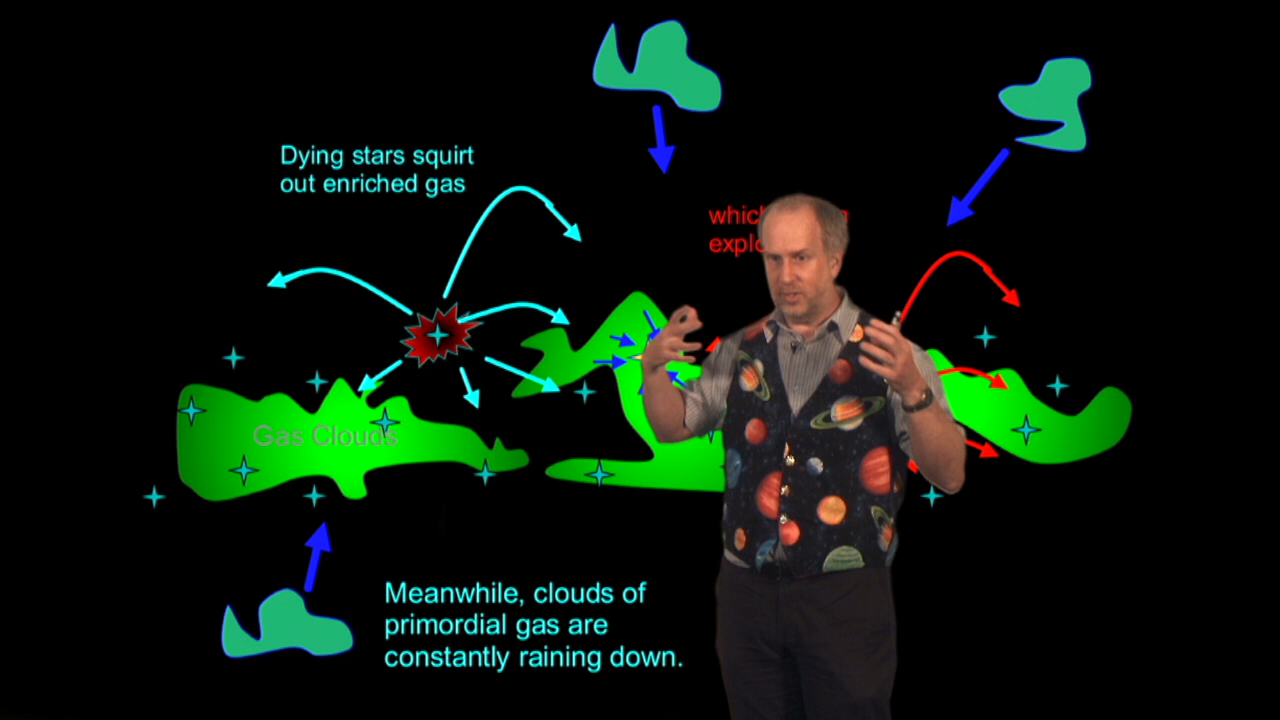 Dying stars squirt
out enriched gas
Gas Clouds
Meanwhile, clouds of
primordial gas are
constantly raining down.